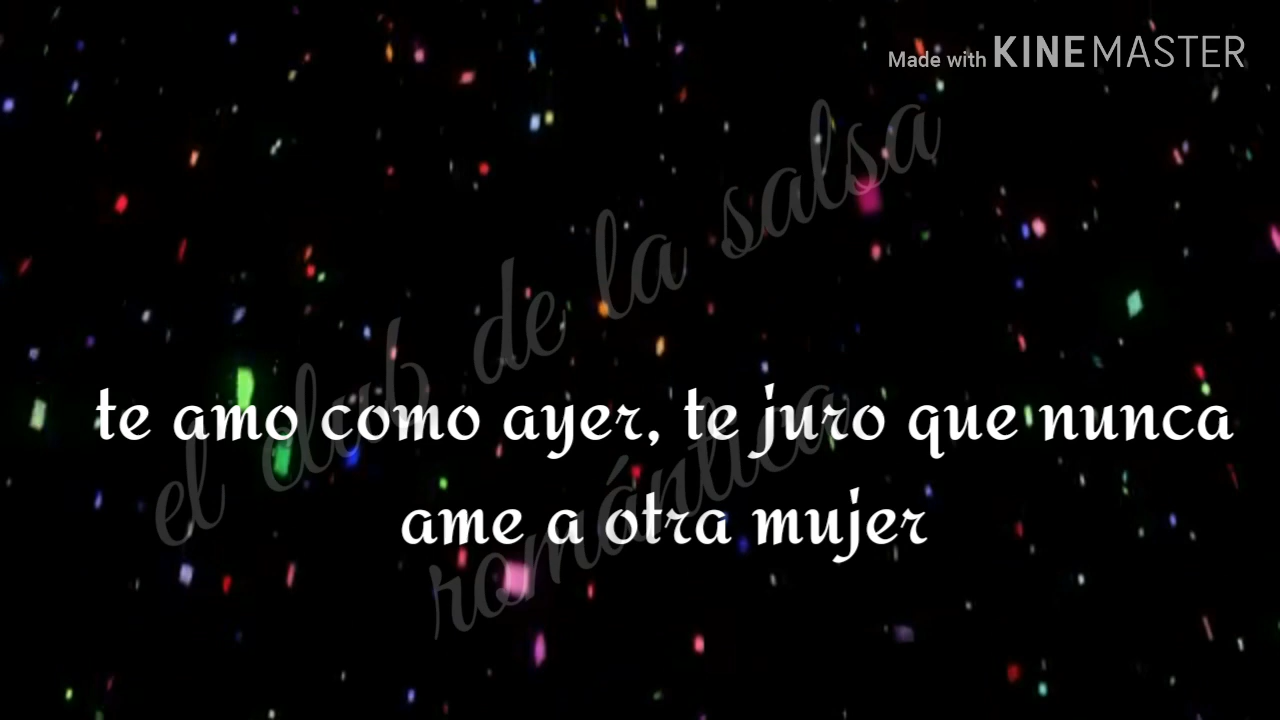 Made with KINEMASTER
el club de la salsa
romántica
te amo como ayer, te juro que nunca
ame a otra mujer